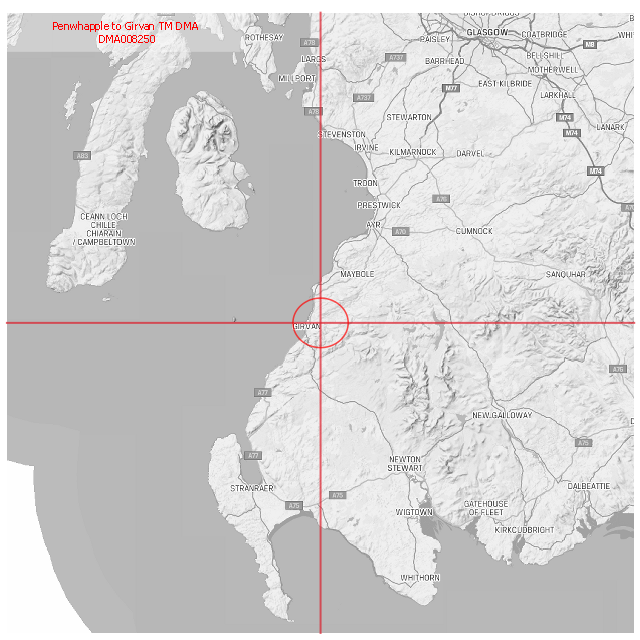 Penwhapple to Girvan TM DMA
DMA008250
ROTHESAY
A78
LARGS
MILLPORT
A78
A737
A737
PAISLEY
GLASGOW
BARRHEAD
COATBRIDGE
M8
BELLSHILL
MOTHERWELL
EAST KILBRIDE
LARKHALL
M77
M74
M74
LANARK
STEWARTON
STEVENSTON
IRVINE
KILMARNOCK
DARVEL
M74
A83
TROON
A76
PRESTWICK
AYR
A70
CUMNOCK
CEANN LOCH
CHILLE
CHIARAIN
/ CAMPBELTOWN
MAYBOLE
SANQUHAR
GIRVAN
A76
A77
NEW GALLOWAY
A75
A77
NEWTON
STEWART
STRANRAER
A75
A75
DALBEATTIE
WIGTOWN
GATEHOUSE
OF FLEET
KIRKCUDBRIGHT
WHITHORN